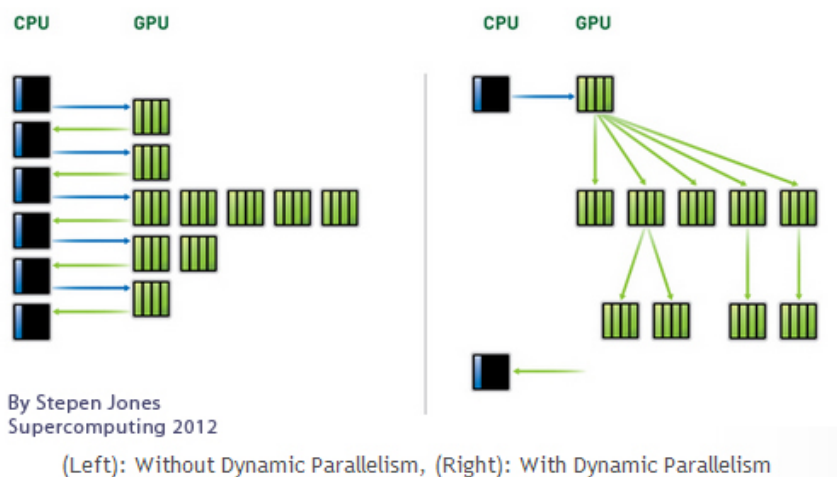 CPU GPU CPU GPU
By Stepen Jones
Supercomputing 2012
(Left): Without Dynamic Parallelism, (Right): With Dynamic Parallelism